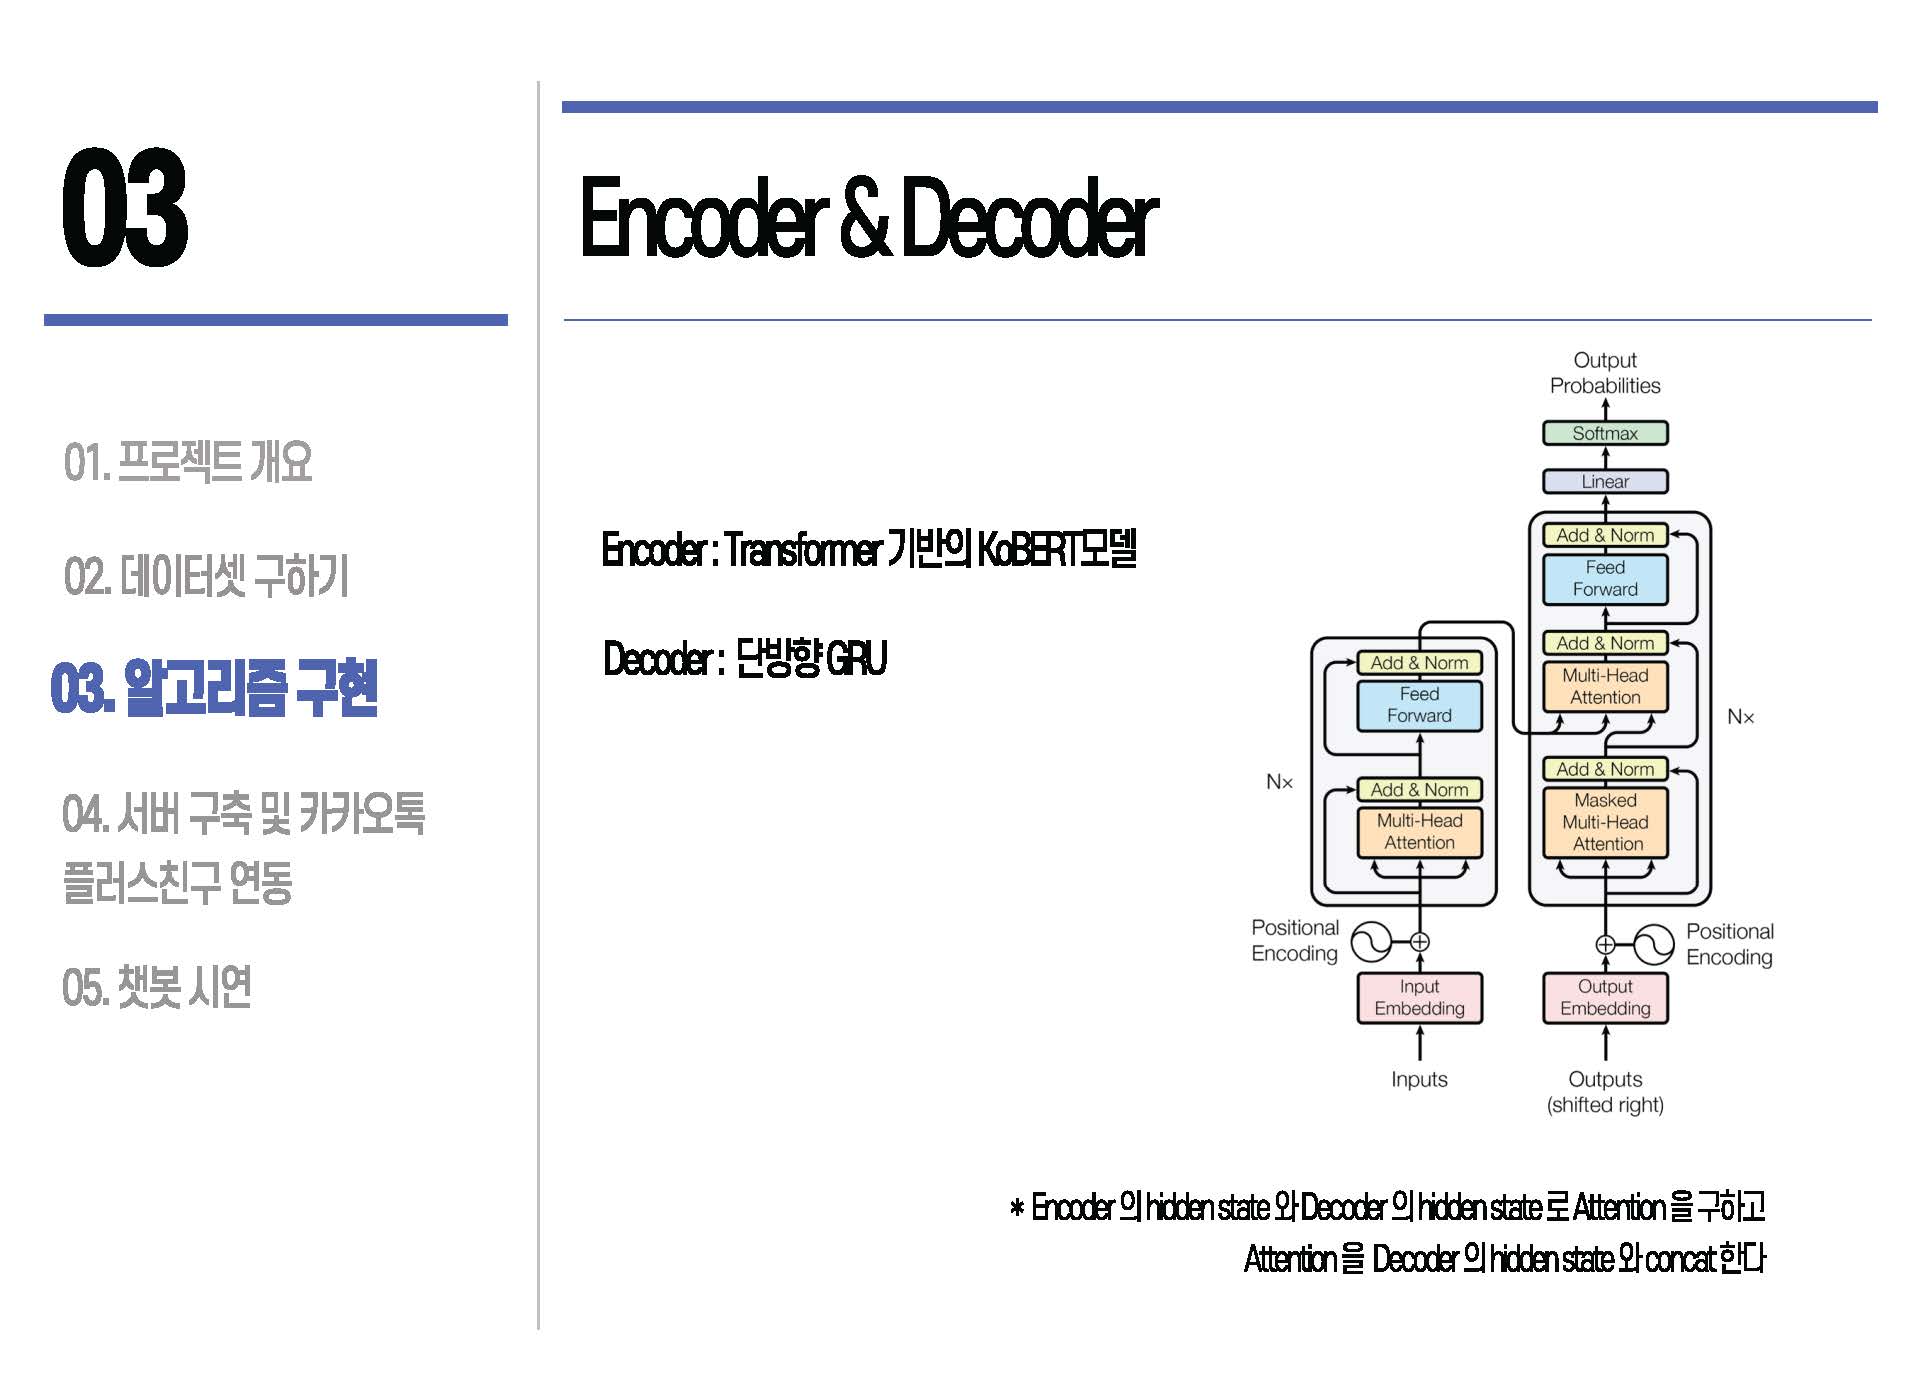 03
01. 프로젝트 개요
02. 데이터셋 구하기
03. 알고리즘 구현
04. 서버 구축 및 카카오톡
플러스친구 연동
05. 챗봇 시연
Encoder & Decoder
Encoder : Transformer 기반의 KoBERT모델
Decoder : 단방향 GRU
Output
Probabilities
Softmax
Linear
Add & Norm
Feed
Forward
Add & Norm
Multi-Head
Attention
Nx
Add & Norm
Masked
Multi-Head
Attention
Add & Norm
Feed
Forward
Nx
Add & Norm
Multi-Head
Attention
Positional
Encoding
Positional
Encoding
Input
Embedding
Output
Embedding
Inputs
Outputs
(shifted right)
* Encoder 의 hidden state 와 Decoder 의 hidden state 로 Attention 을 구하고
Attention 을 Decoder 의 hidden state 와 concat 한다